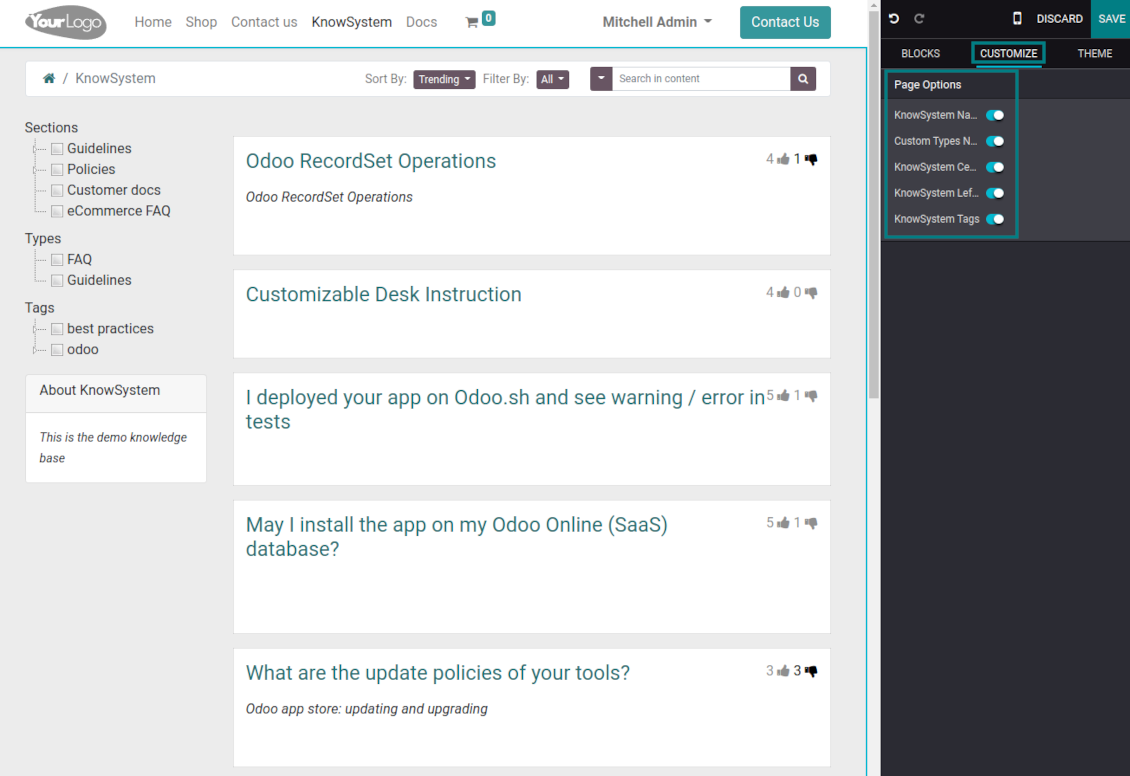 YourLogo
Home Shop Contact us KnowSystem Docs 0 Mitchell Admin Contact Us
DISCARD SAVE
BLOCKS CUSTOMIZE THEME
/ KnowSystem
Sort By: Trending Filter By: All Search in content
Page Options
KnowSystem Na...
Custom Types N...
KnowSystem Ce...
KnowSystem Lef...
KnowSystem Tags
Sections
Guidelines
Policies
Customer docs
eCommerce FAQ
Types
FAQ
Guidelines
Tags
best practices
odoo
About KnowSystem
This is the demo knowledge
base
Odoo RecordSet Operations
4 1
Odoo RecordSet Operations
Customizable Desk Instruction
4 0
I deployed your app on Odoo.sh and see warning / error in
tests
5 1
May I install the app on my Odoo Online (SaaS)
database?
5 1
What are the update policies of your tools?
3 3
Odoo app store: updating and upgrading